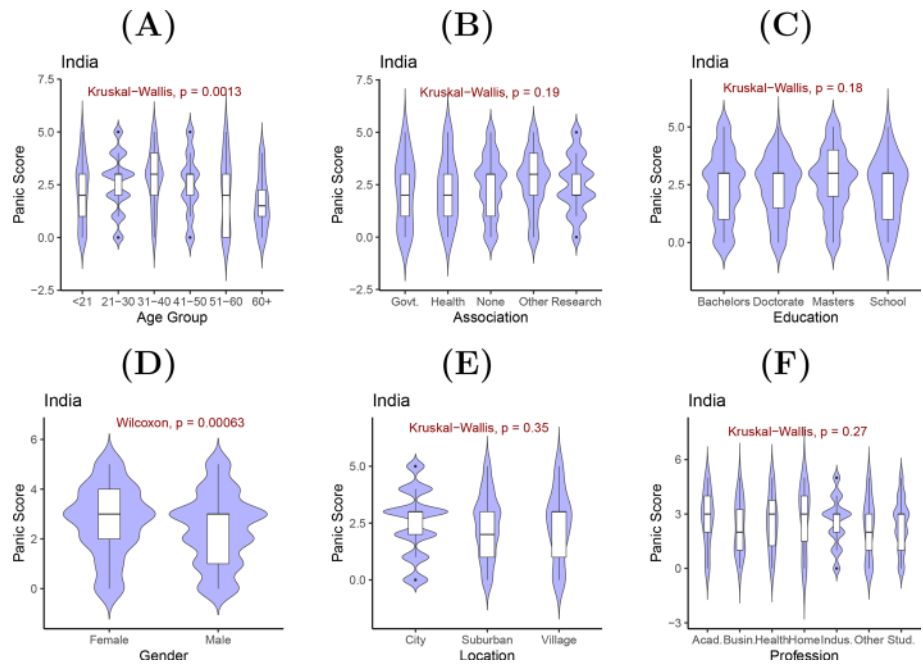 (A)
India
Kruskal−Wallis, p = 0.0013
Panic Score
7.5
5.0
2.5
0.0
−2.5
<21 21−30 31−40 41−50 51−60 60+
Age Group
(B)
India
Kruskal−Wallis, p = 0.19
Panic Score
7.5
5.0
2.5
0.0
−2.5
Govt. Health None Other Research
Association
(C)
India
Kruskal−Wallis, p = 0.18
Panic Score
6
4
2
0
Bachelors Doctorate Masters School
Education
(D)
India
Wilcoxon, p = 0.00063
Panic Score
6
4
2
0
Female Male
Gender
(E)
India
Kruskal−Wallis, p = 0.35
Panic Score
5.0
2.5
0.0
City Suburban Village
Location
(F)
India
Kruskal−Wallis, p = 0.27
Panic Score
6
3
0
−3
Acad. Busin. Health Home Indus. Other Stud.
Profession